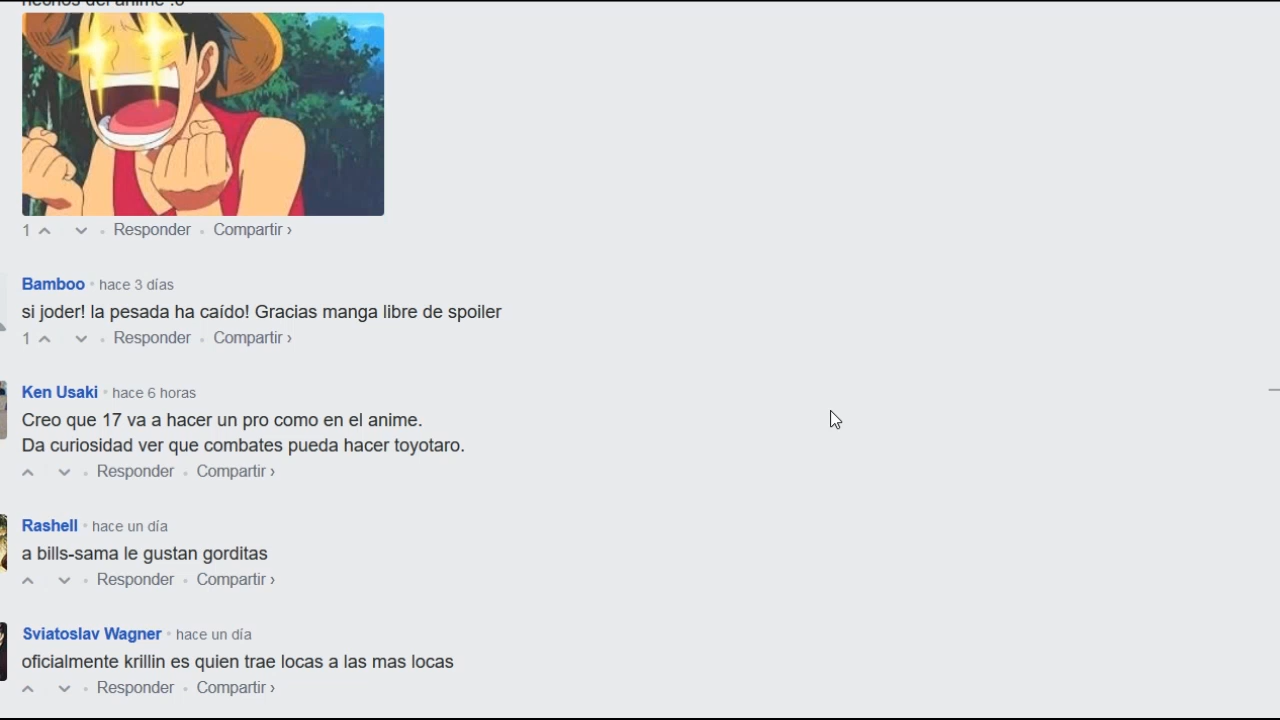 hechos del anime :o
1 Responder Compartir ›
Bamboo • hace 3 días
si joder! la pesada ha caído! Gracias manga libre de spoiler
1 Responder Compartir ›
Ken Usaki • hace 6 horas
Creo que 17 va a hacer un pro como en el anime.
Da curiosidad ver que combates pueda hacer toyotaro.
Responder Compartir ›
Rashell • hace un día
a bills-sama le gustan gorditas
Responder Compartir ›
Sviatoslav Wagner • hace un día
oficialmente krillin es quien trae locas a las mas locas
Responder Compartir ›